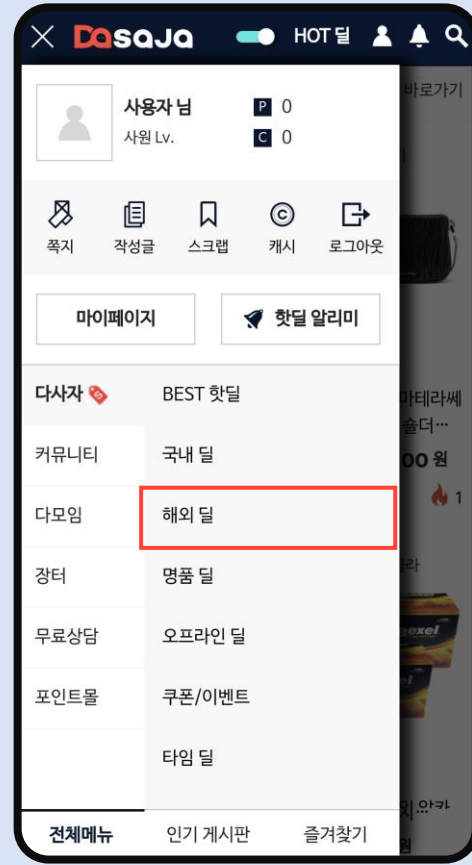 Dasaja HOT 딜
바로가기
사용자 님 P 0
사원 Lv. C 0
쪽지 작성글 스크랩 캐시 로그아웃
마이페이지 핫딜 알리미
다사자 BEST 핫딜
마테라쎄
숄더…
커뮤니티 국내 딜
00 원
1
다모임 해외 딜
라
장터 명품 딜
무료상담 오프라인 딜
exel
포인트몰 쿠폰/이벤트
타임 딜
전체메뉴 인기 게시판 즐겨찾기
원